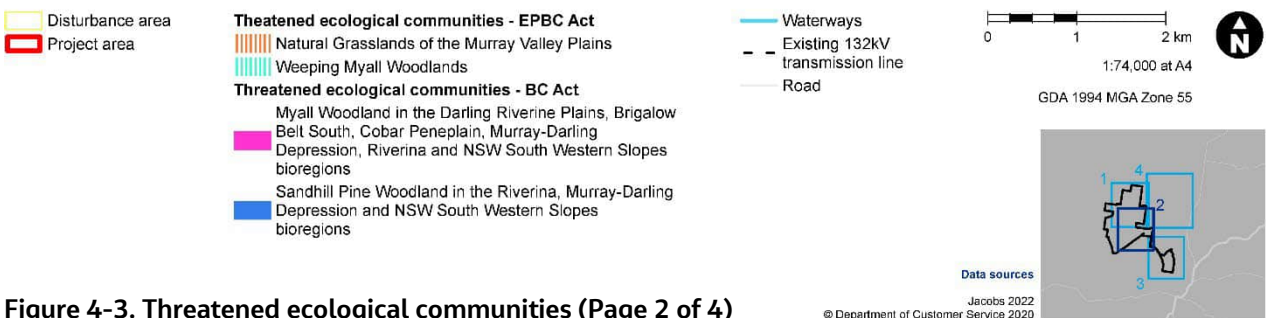 Disturbance area
Project area
Theatened ecological communities - EPBC Act
Natural Grasslands of the Murray Valley Plains
Weeping Myall Woodlands
Threatened ecological communities - BC Act
Myall Woodland in the Darling Riverine Plains, Brigalow
Belt South, Cobar Peneplain, Murray-Darling
Depression, Riverina and NSW South Western Slopes
bioregions
Sandhill Pine Woodland in the Riverina, Murray-Darling
Depression and NSW South Western Slopes
bioregions
Waterways
Existing 132kV
transmission line
Road
0 1 2 km
1:74,000 at A4
GDA 1994 MGA Zone 55
N
1
4
2
3
Data sources
Jacobs 2022
© Department of Customer Service 2020
Figure 4-3. Threatened ecological communities (Page 2 of 4)